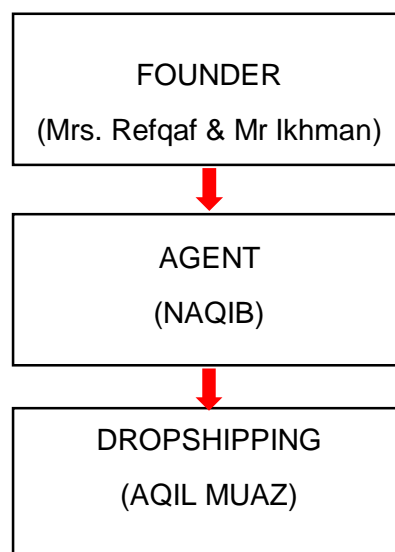 FOUNDER
(Mrs. Refqaf & Mr Ikhman)
AGENT
(NAQIB)
DROPSHIPPING
(AQIL MUAZ)